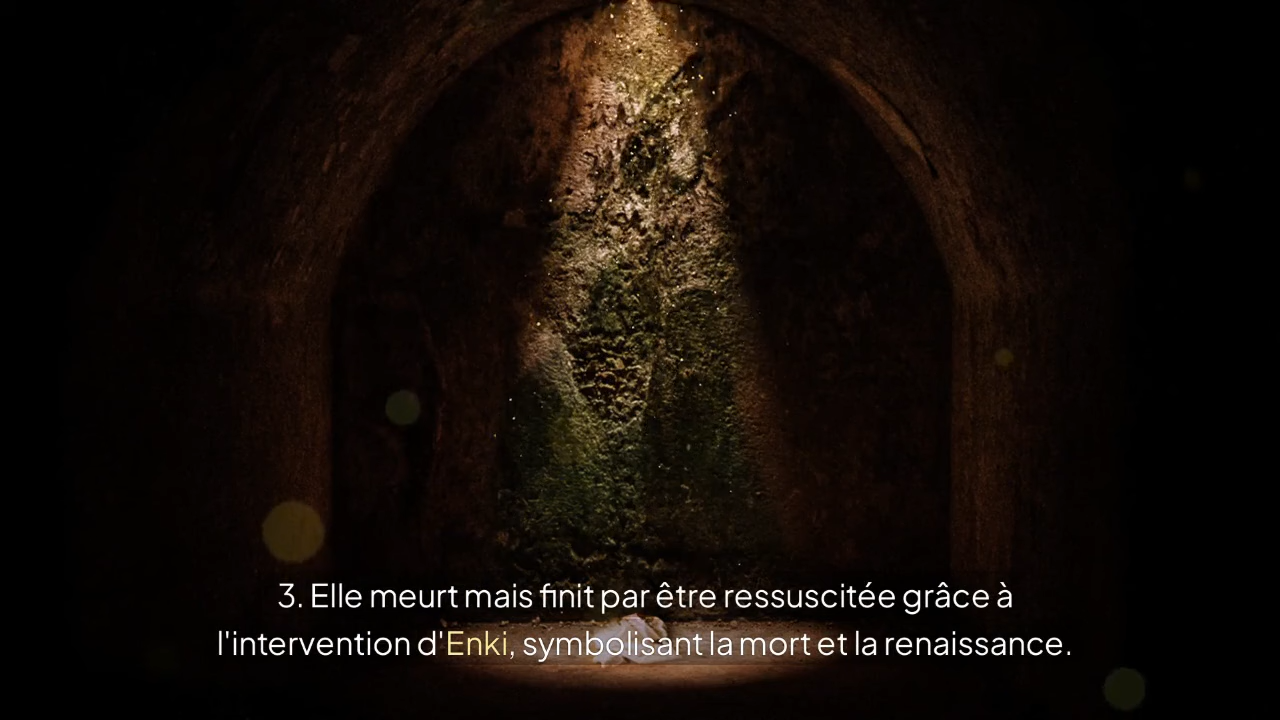 3. Elle meurt mais finit par être ressuscitée grâce à
l'intervention d'Enki, symbolisant la mort et la renaissance.